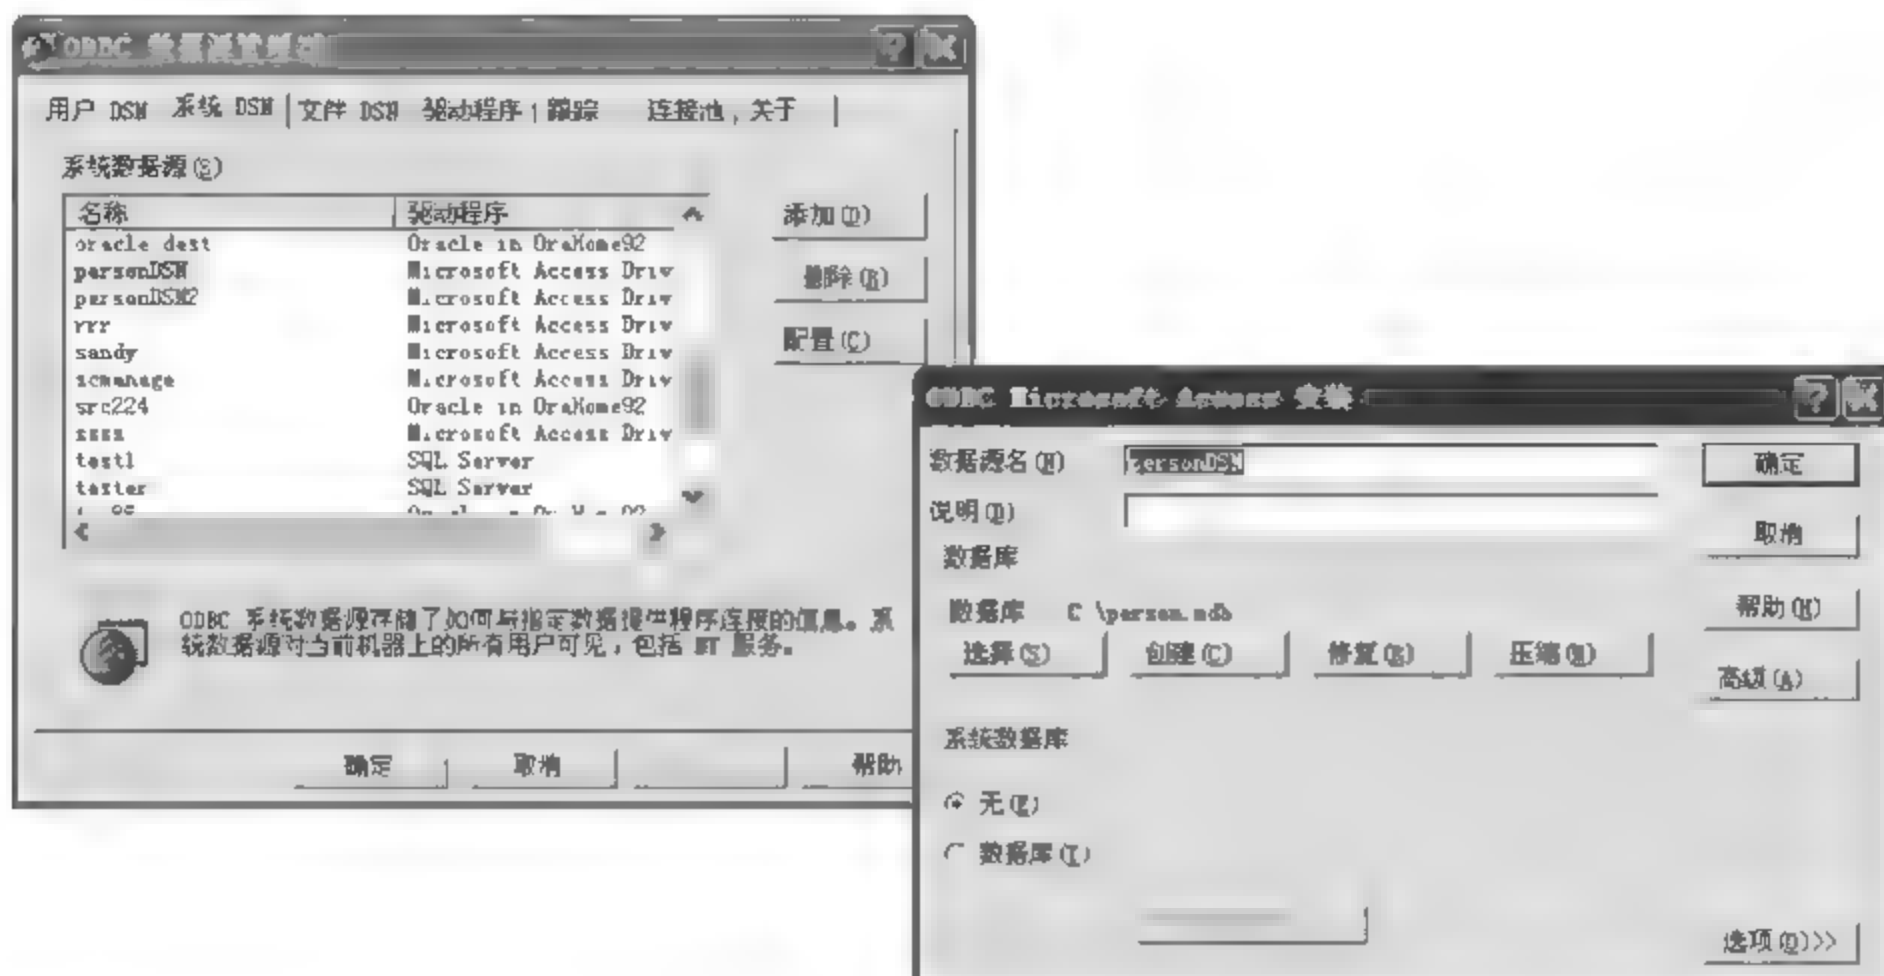 ODBC 数据源管理器
用户 DSN 系统 DSN 文件 DSN 驱动程序 跟踪 连接池 关于
系统数据源(S)
名称 驱动程序
oracle dest Oracle in OraHome92
personDSN Microsoft Access Driv
personDSN2 Microsoft Access Driv
rrr Microsoft Access Driv
sandy Microsoft Access Driv
scmanage Microsoft Access Driv
src224 Oracle in OraHome92
ssss Microsoft Access Driv
test1 SQL Server
tester SQL Server
添加(D)
删除(R)
配置(C)
ODBC 系统数据源存储了如何与指定数据提供程序连接的信息。系
统数据源对当前机器上的所有用户可见，包括 NT 服务。
确定 取消 帮助
ODBC Microsoft Access 安装
数据源名(N) personDSN 确定
说明(D) 取消
数据库
数据库 C \person.mdb 帮助(H)
选择(S) 创建(C) 修复(R) 压缩(M)
高级(A)
系统数据库
无(E)
数据库(T)
选项(O)>>